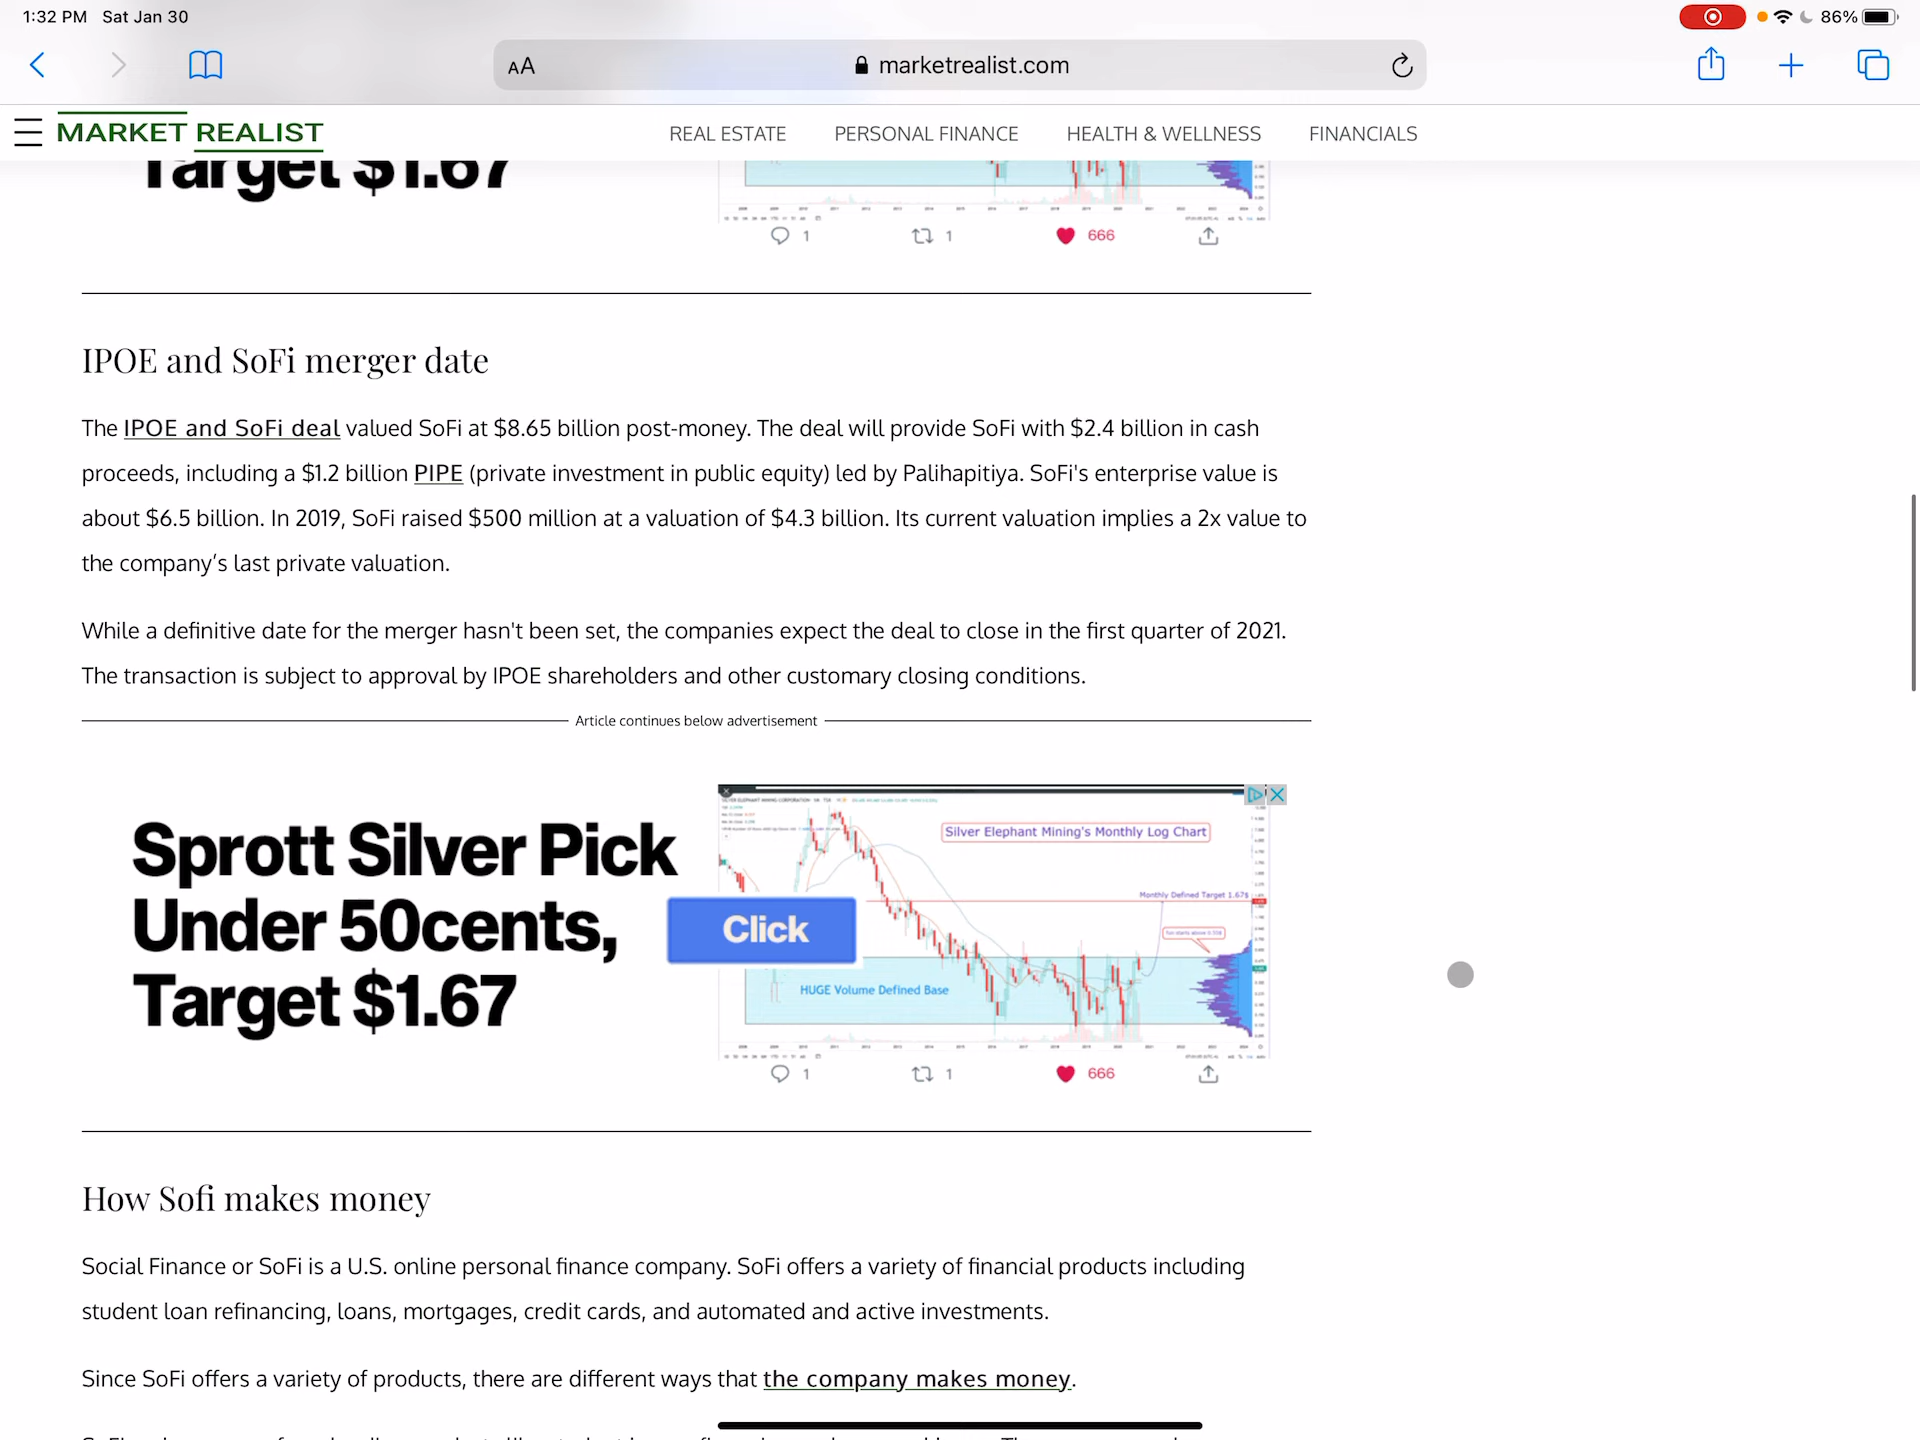 1:32 PM Sat Jan 30
86%
AA
marketrealist.com
MARKET REALIST
REAL ESTATE PERSONAL FINANCE HEALTH & WELLNESS FINANCIALS
Target $1.67
1 1 666
IPOE and SoFi merger date
The IPOE and SoFi deal valued SoFi at $8.65 billion post-money. The deal will provide SoFi with $2.4 billion in cash
proceeds, including a $1.2 billion PIPE (private investment in public equity) led by Palihapitiya. SoFi's enterprise value is
about $6.5 billion. In 2019, SoFi raised $500 million at a valuation of $4.3 billion. Its current valuation implies a 2x value to
the company's last private valuation.
While a definitive date for the merger hasn't been set, the companies expect the deal to close in the first quarter of 2021.
The transaction is subject to approval by IPOE shareholders and other customary closing conditions.
Article continues below advertisement
Sprott Silver Pick
Under 50cents,
Target $1.67
Click
Silver Elephant Mining's Monthly Log Chart
Monthly Defined Target 1.67$
HUGE Volume Defined Base
1 1 666
How Sofi makes money
Social Finance or SoFi is a U.S. online personal finance company. SoFi offers a variety of financial products including
student loan refinancing, loans, mortgages, credit cards, and automated and active investments.
Since SoFi offers a variety of products, there are different ways that the company makes money.